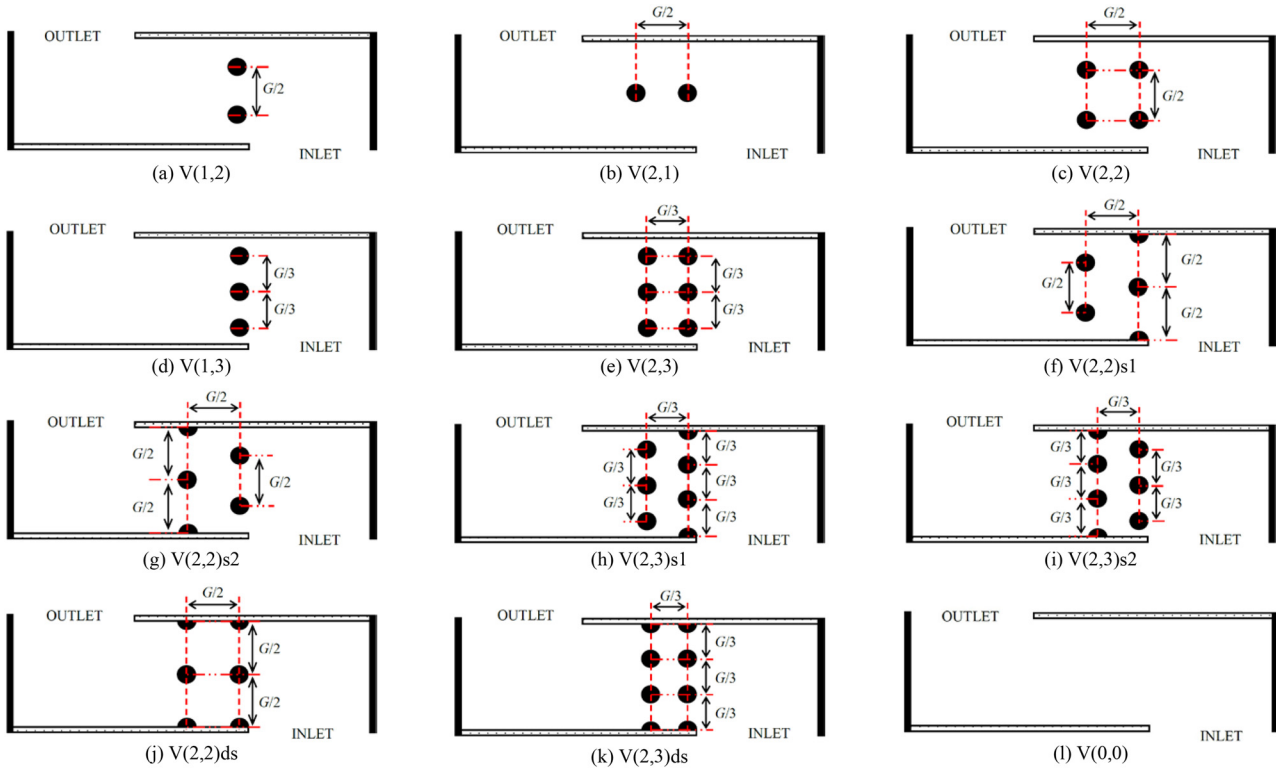 OUTLET
G/2
INLET
(a) V(1,2)
G/2
OUTLET
INLET
(b) V(2,1)
G/2
OUTLET
G/2
INLET
(c) V(2,2)
OUTLET
G/3
G/3
INLET
(d) V(1,3)
G/3
OUTLET
G/3
G/3
INLET
(e) V(2,3)
G/2
OUTLET
G/2
G/2
G/2
INLET
(f) V(2,2)s1
G/2
OUTLET
G/2
G/2
G/2
INLET
(g) V(2,2)s2
G/3
OUTLET
G/3
G/3
G/3
G/3
G/3
INLET
(h) V(2,3)s1
G/3
OUTLET
G/3
G/3
G/3
G/3
G/3
INLET
(i) V(2,3)s2
G/2
OUTLET
G/2
G/2
INLET
(j) V(2,2)ds
G/3
OUTLET
G/3
G/3
G/3
INLET
(k) V(2,3)ds
OUTLET
INLET
(l) V(0,0)